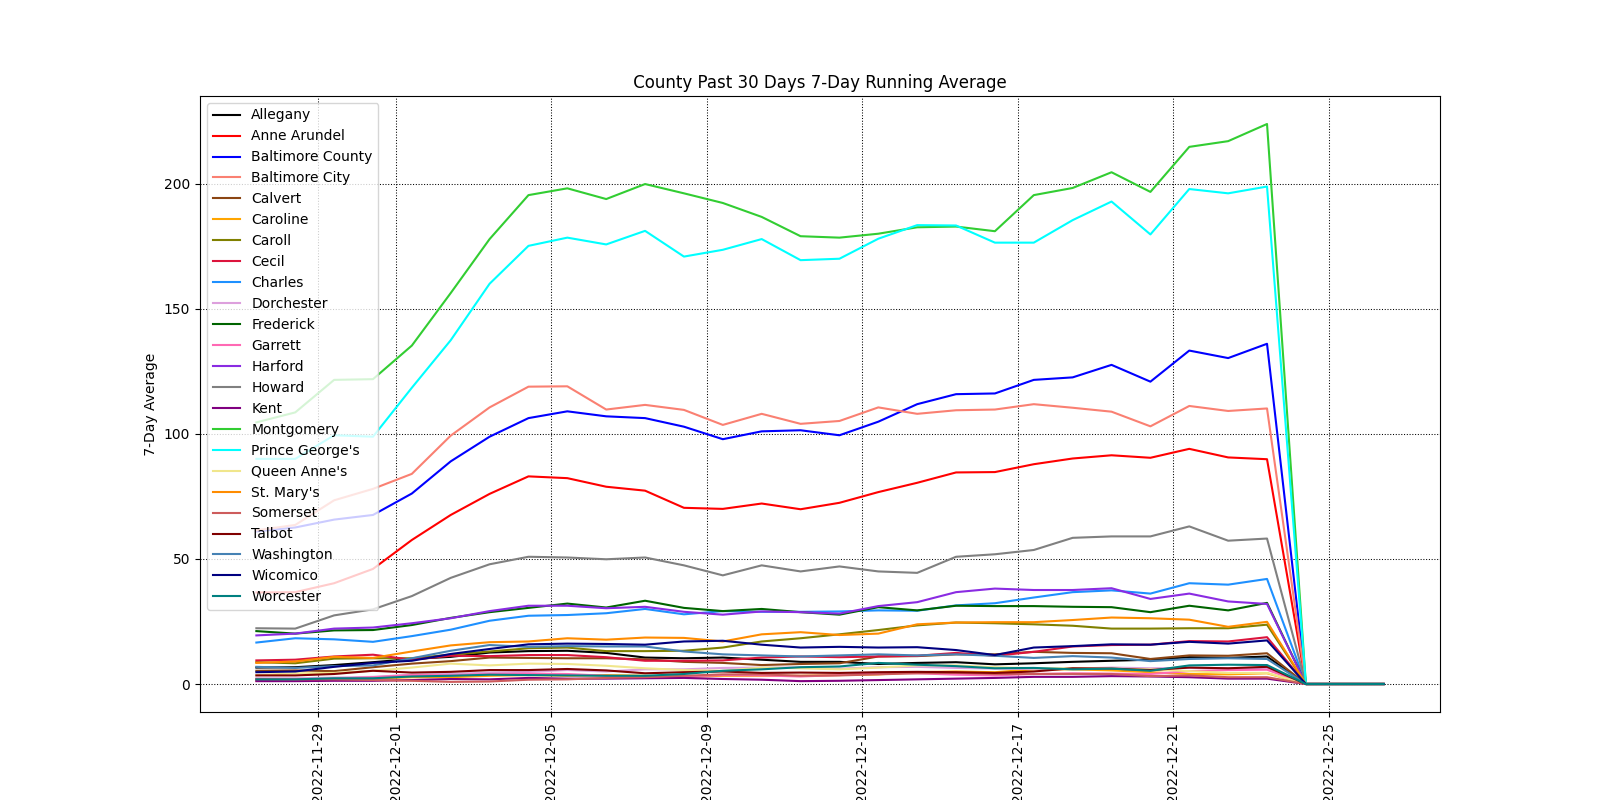 County Past 30 Days 7-Day Running Average
Allegany
Anne Arundel
Baltimore County
Baltimore City
Calvert
Caroline
Caroll
Cecil
Charles
Dorchester
Frederick
Garrett
Harford
Howard
Kent
Montgomery
Prince George's
Queen Anne's
St. Mary's
Somerset
Talbot
Washington
Wicomico
Worcester
7-Day Average
200
150
100
50
0
2022-11-29
2022-12-01
2022-12-05
2022-12-09
2022-12-13
2022-12-17
2022-12-21
2022-12-25